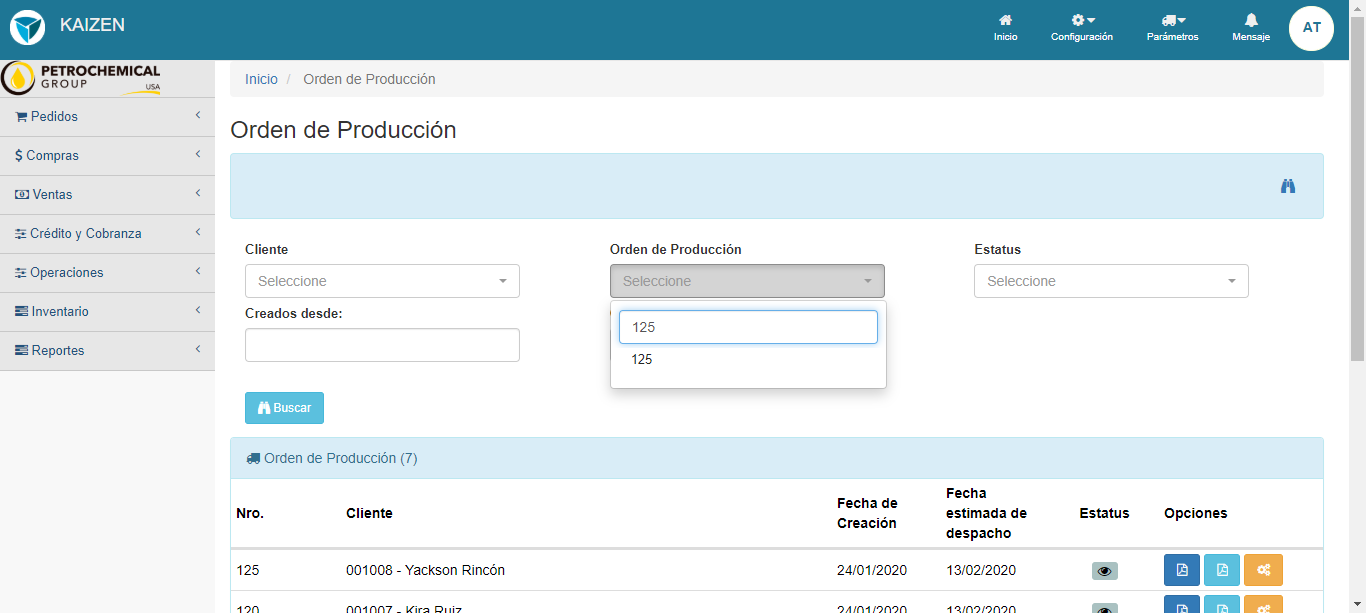 KAIZEN
Inicio
Configuración
Parámetros
Mensaje
AT
PETROCHEMICAL
GROUP
USA
Inicio / Orden de Producción
Pedidos
Compras
Ventas
Crédito y Cobranza
Operaciones
Inventario
Reportes
Orden de Producción
Cliente
Orden de Producción
Estatus
Seleccione
Seleccione
Seleccione
Creados desde:
125
125
Buscar
Orden de Producción (7)
Nro.
Cliente
Fecha de
Creación
Fecha
estimada de
despacho
Estatus
Opciones
125 001008 - Yackson Rincón 24/01/2020 13/02/2020
120 001007 - Kira Ruiz 24/01/2020 13/02/2020